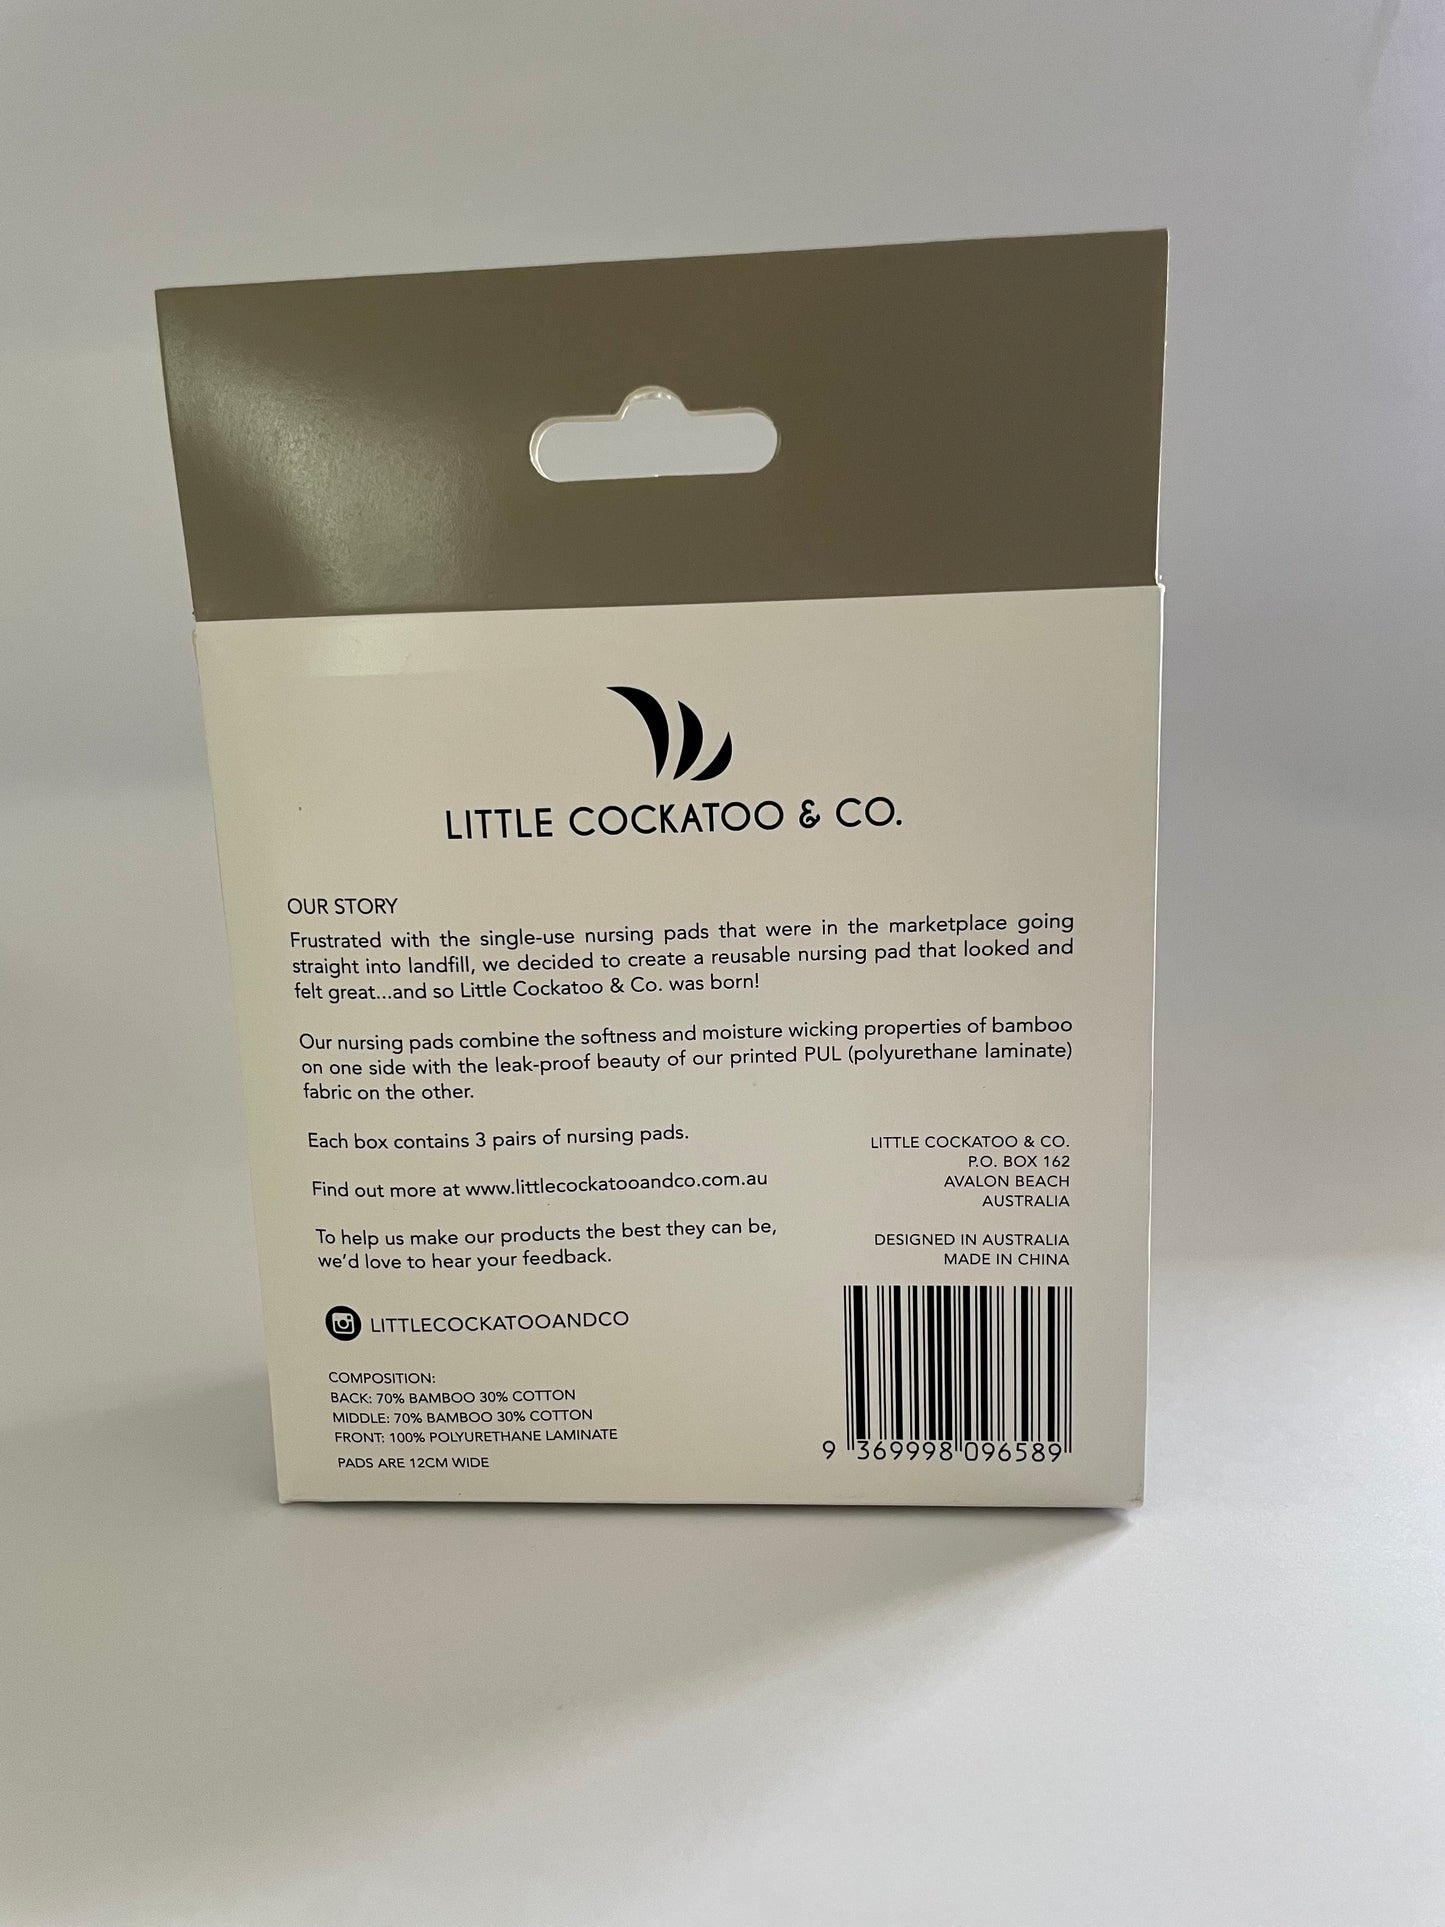 LITTLE COCKATOO & CO.
OUR STORY
Frustrated with the single-use nursing pads that were in the marketplace going
straight into landfill, we decided to create a reusable nursing pad that looked and
felt great...and so Little Cockatoo & Co. was born!
Our nursing pads combine the softness and moisture wicking properties of bamboo
on one side with the leak-proof beauty of our printed PUL (polyurethane laminate)
fabric on the other.
Each box contains 3 pairs of nursing pads.
Find out more at www.littlecockatooandco.com.au
To help us make our products the best they can be,
we'd love to hear your feedback.
LITTLECOCKATOOANDCO
COMPOSITION:
BACK: 70% BAMBOO 30% COTTON
MIDDLE: 70% BAMBOO 30% COTTON
FRONT: 100% POLYURETHANE LAMINATE
PADS ARE 12CM WIDE
LITTLE COCKATOO & CO.
P.O. BOX 162
AVALON BEACH
AUSTRALIA
DESIGNED IN AUSTRALIA
MADE IN CHINA
9 369998 096589